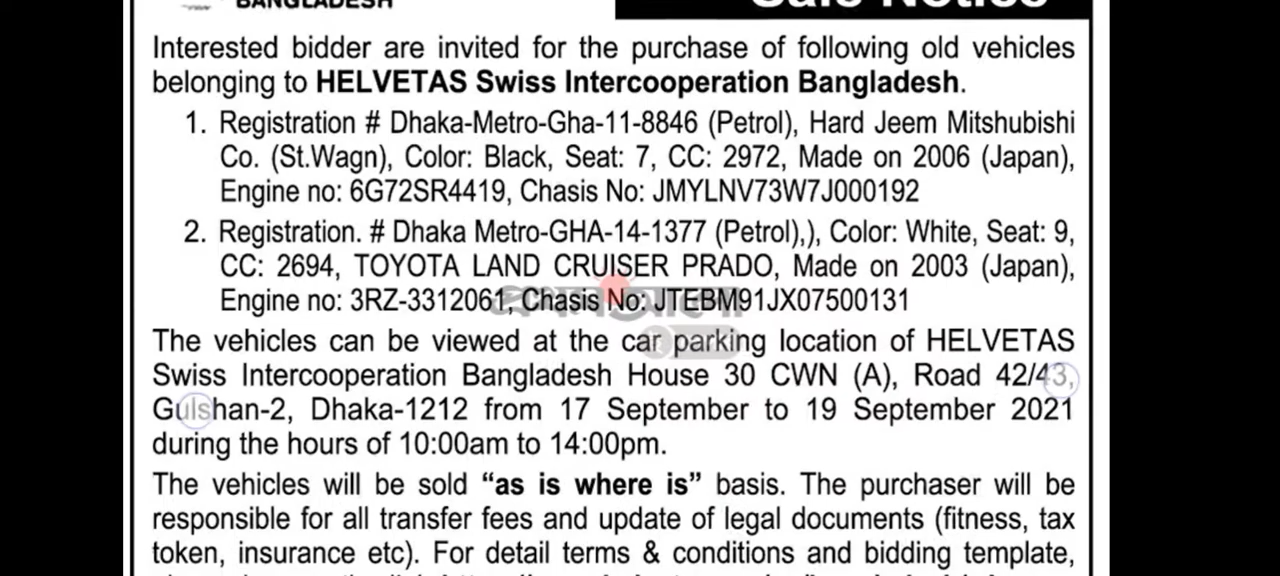 BANGLADESH
Sale Notice
Interested bidder are invited for the purchase of following old vehicles
belonging to HELVETAS Swiss Intercooperation Bangladesh.
1. Registration # Dhaka-Metro-Gha-11-8846 (Petrol), Hard Jeem Mitshubishi
Co. (St.Wagn), Color: Black, Seat: 7, CC: 2972, Made on 2006 (Japan),
Engine no: 6G72SR4419, Chasis No: JMYLNV73W7J000192
2. Registration. # Dhaka Metro-GHA-14-1377 (Petrol),), Color: White, Seat: 9,
CC: 2694, TOYOTA LAND CRUISER PRADO, Made on 2003 (Japan),
Engine no: 3RZ-3312061, Chasis No: JTEBM91JX07500131
The vehicles can be viewed at the car parking location of HELVETAS
Swiss Intercooperation Bangladesh House 30 CWN (A), Road 42/43,
Gulshan-2, Dhaka-1212 from 17 September to 19 September 2021
during the hours of 10:00am to 14:00pm.
The vehicles will be sold “as is where is” basis. The purchaser will be
responsible for all transfer fees and update of legal documents (fitness, tax
token, insurance etc). For detail terms & conditions and bidding template,